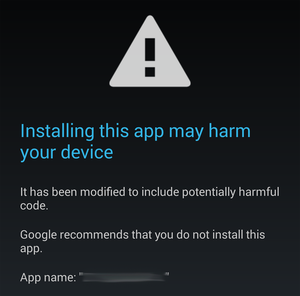 Installing this app may harm
your device
It has been modified to include potentially harmful
code.
Google recommends that you do not install this
app.
App name: " "